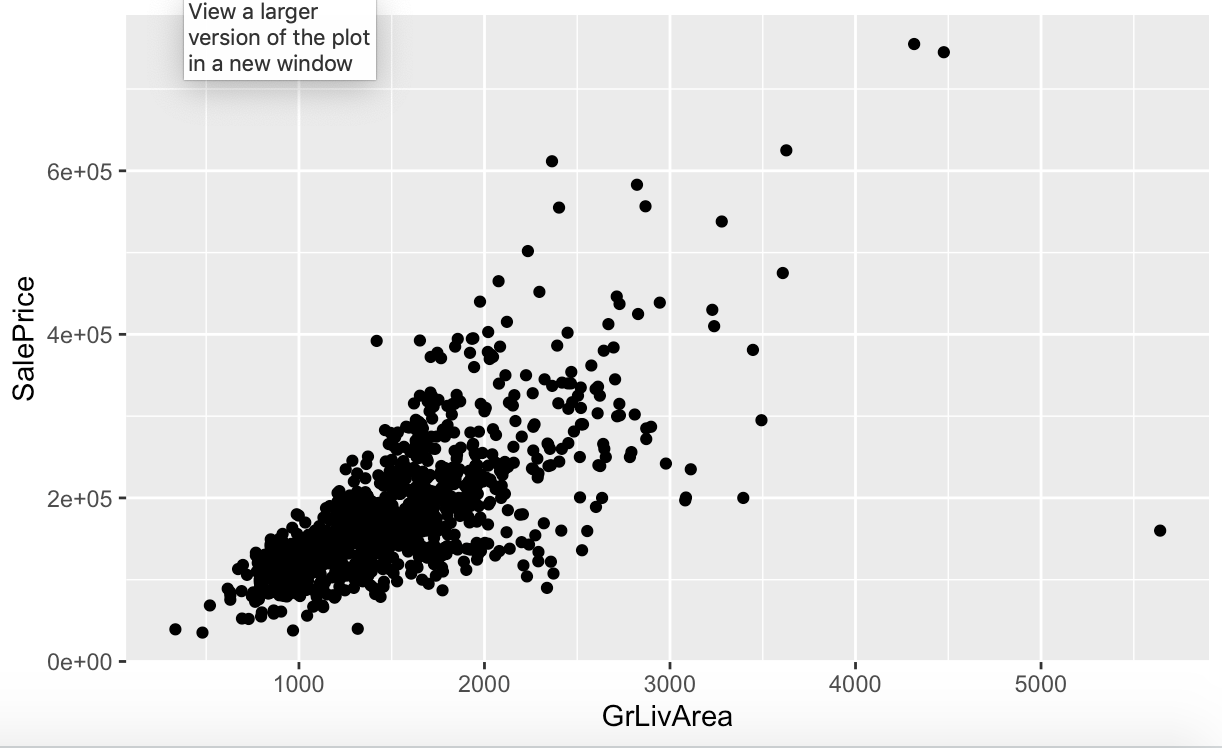 View a larger
version of the plot
in a new window
6e+05
4e+05
2e+05
0e+00
SalePrice
1000 2000 3000 4000 5000
GrLivArea